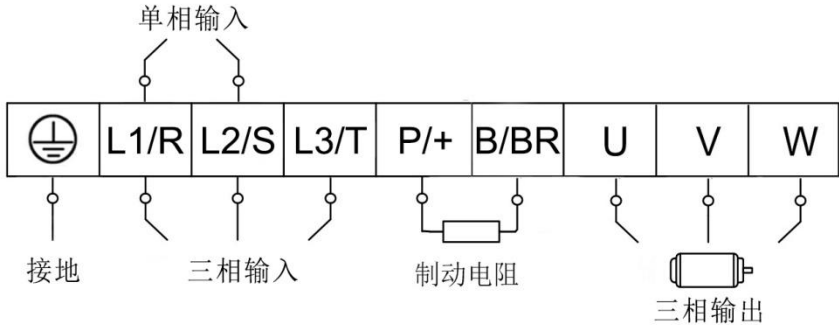 单相输入
L1/R L2/S L3/T P/+ B/BR U V W
接地 三相输入 制动电阻
三相输出